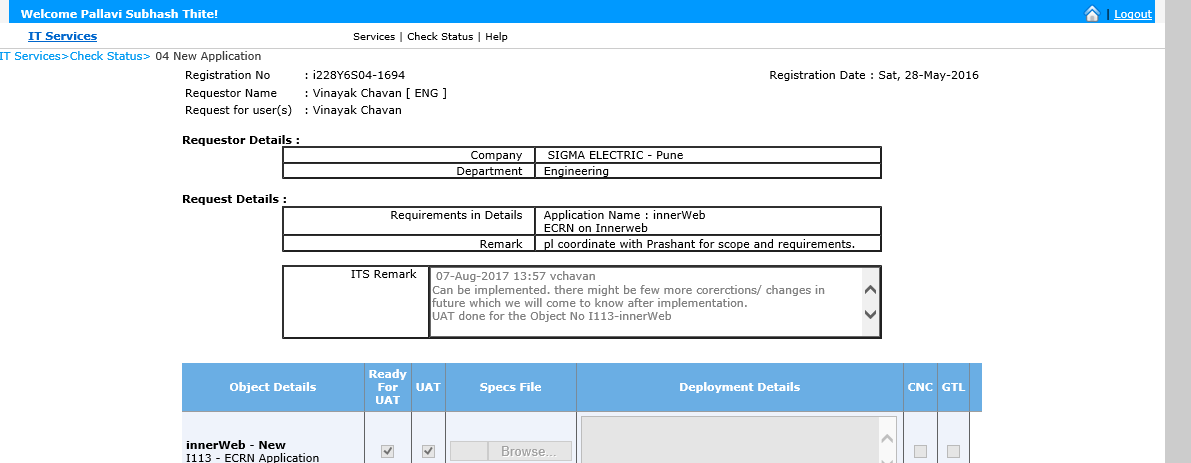 Welcome Pallavi Subhash Thite!
| Logout
IT Services
Services | Check Status | Help
IT Services>Check Status> 04 New Application
Registration No : i228Y6S04-1694
Registration Date : Sat, 28-May-2016
Requestor Name : Vinayak Chavan [ ENG ]
Request for user(s) : Vinayak Chavan
Requestor Details :
Company SIGMA ELECTRIC - Pune
Department Engineering
Request Details :
Requirements in Details Application Name : innerWeb
ECRN on Innerweb
Remark pl coordinate with Prashant for scope and requirements.
ITS Remark 07-Aug-2017 13:57 vchavan
Can be implemented. there might be few more corerctions/ changes in
future which we will come to know after implementation.
UAT done for the Object No I113-innerWeb
Object Details Ready For UAT UAT Specs File Deployment Details CNC GTL
innerWeb - New
I113 - ECRN Application
Browse...